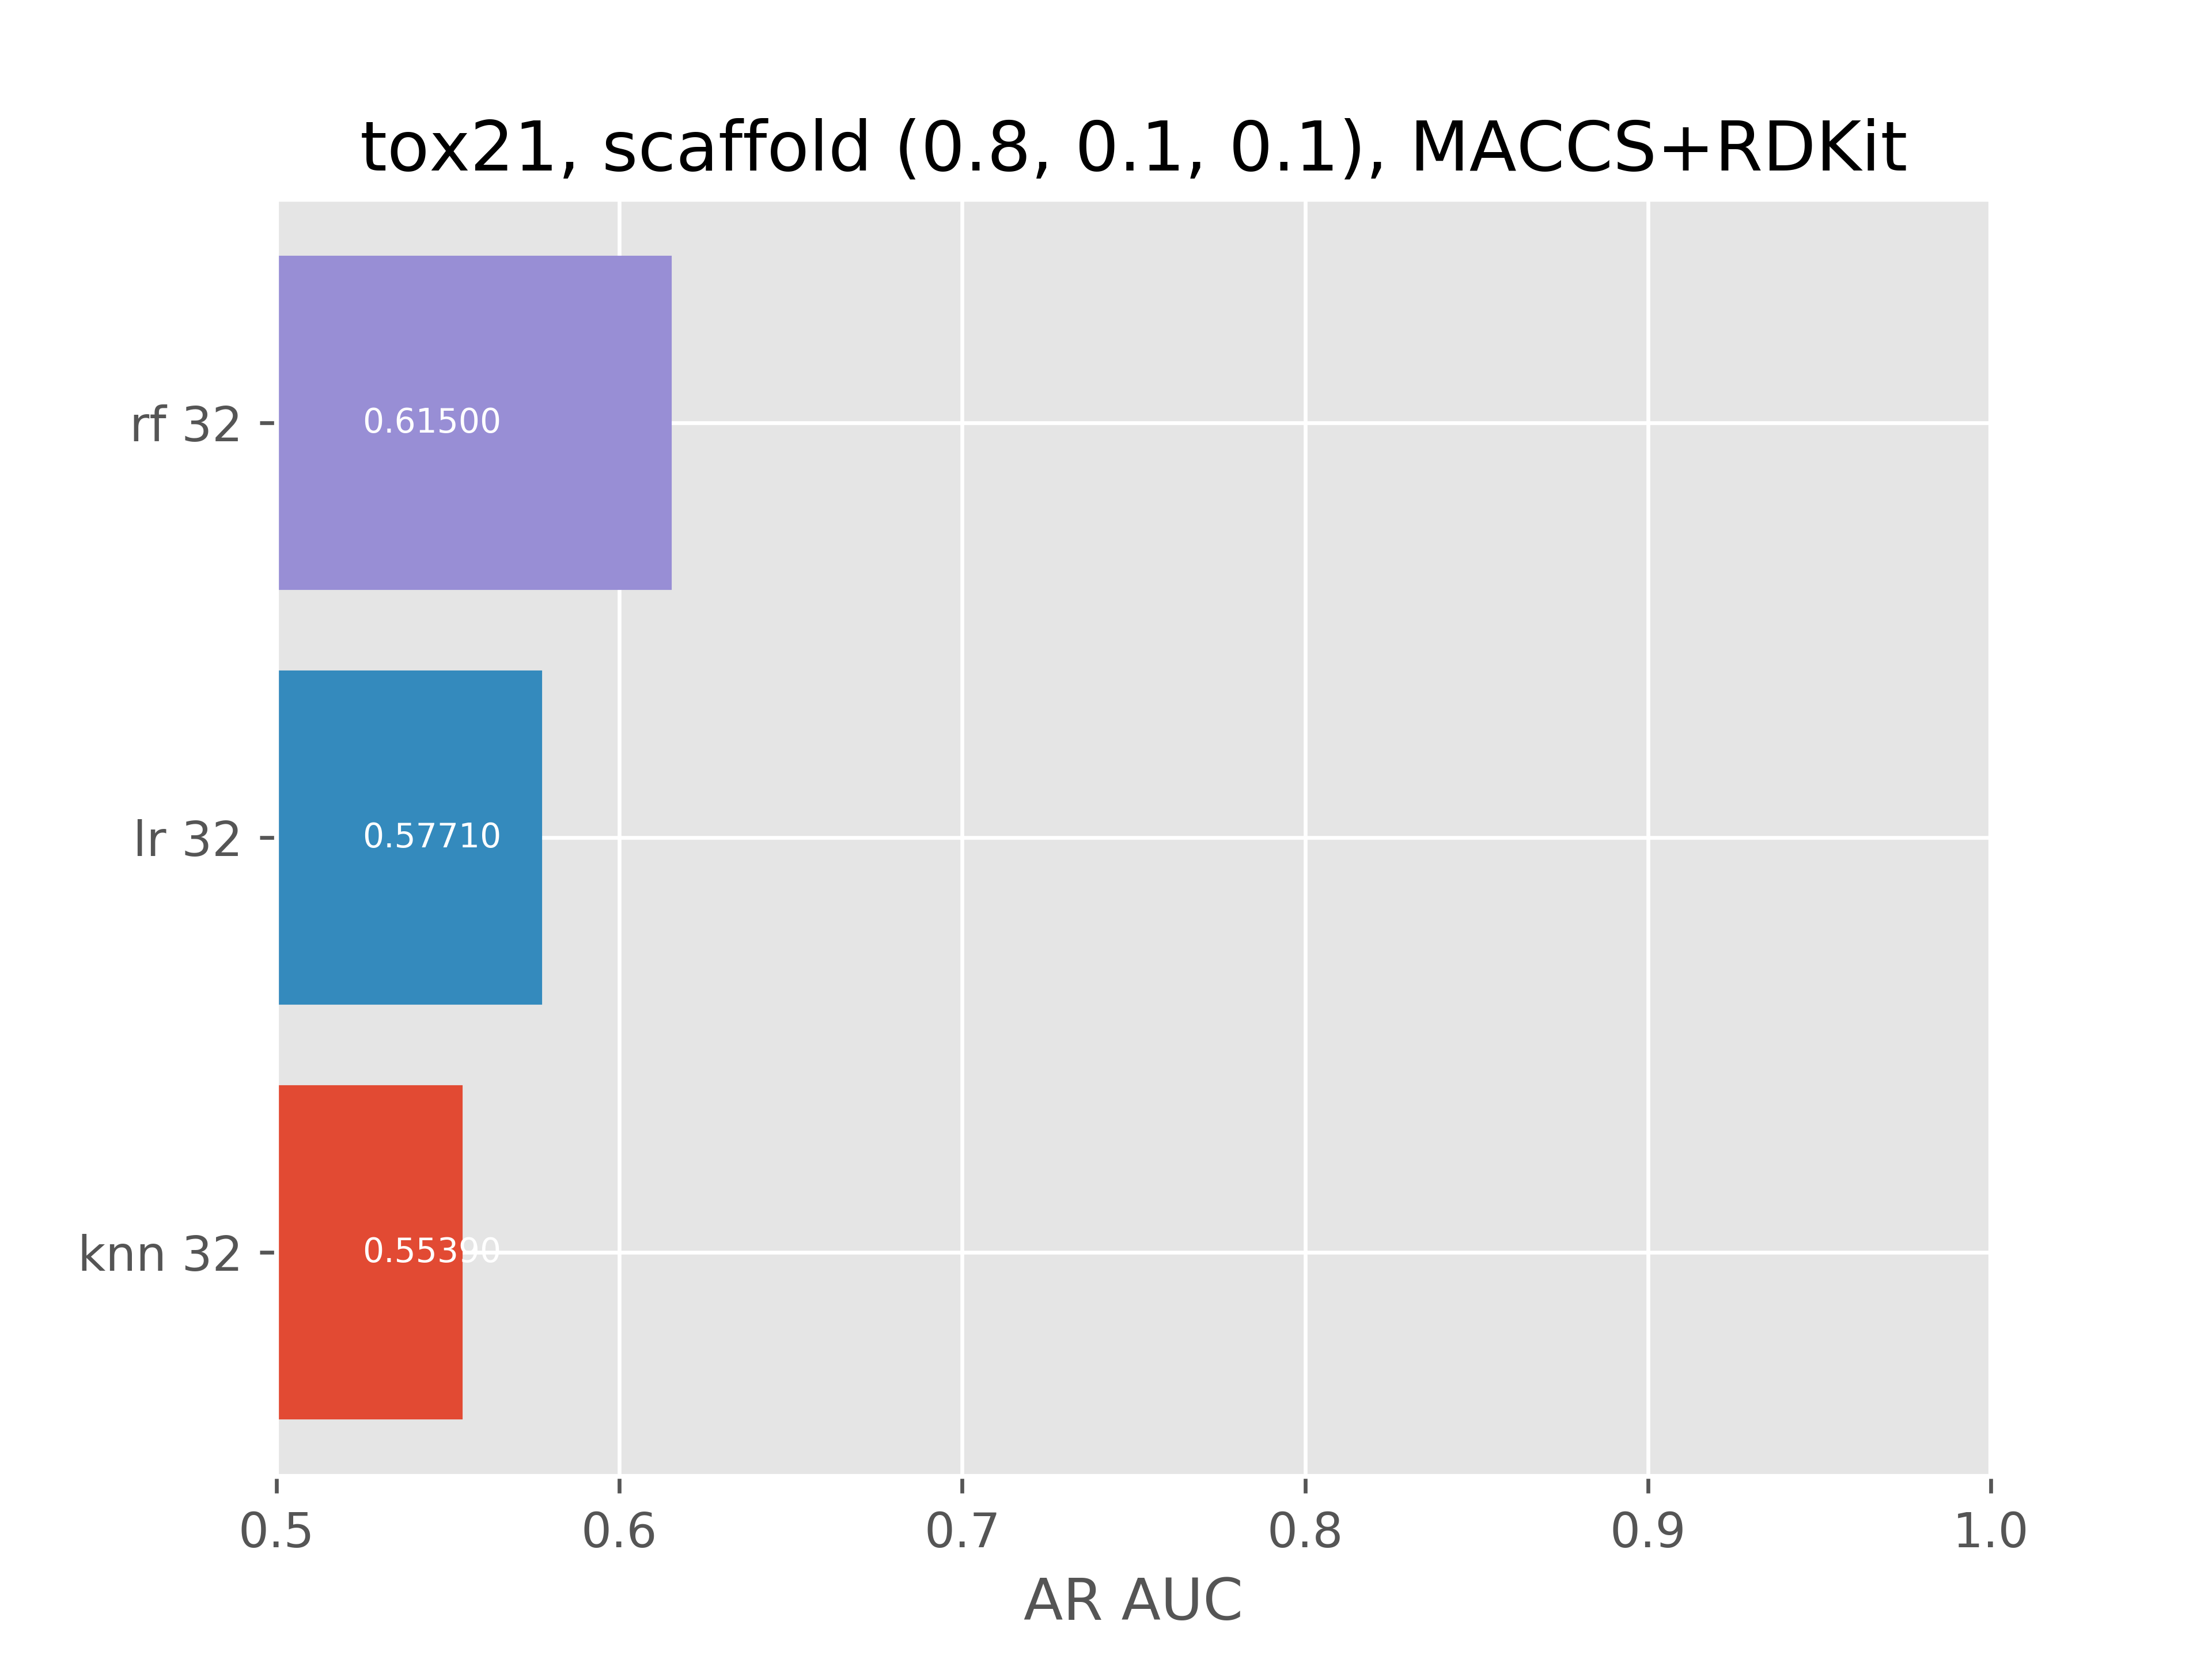 tox21, scaffold (0.8, 0.1, 0.1), MACCS+RDKit
rf 32
0.61500
lr 32
0.57710
knn 32
0.55390
0.5 0.6 0.7 0.8 0.9 1.0
AR AUC